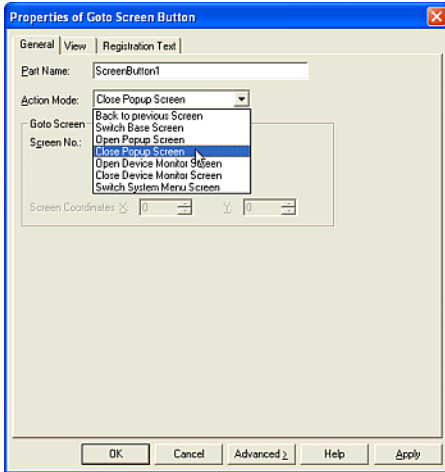 Properties of Goto Screen Button
General View Registration Text
Part Name: ScreenButton1
Action Mode: Close Popup Screen
Back to previous Screen
Switch Base Screen
Goto Screen
Open Popup Screen
Screen No.:
Close Popup Screen
Open Device Monitor Screen
Close Device Monitor Screen
Switch System Menu Screen
Screen Coordinates X: 0 Y: 0
OK Cancel Advanced > Help Apply